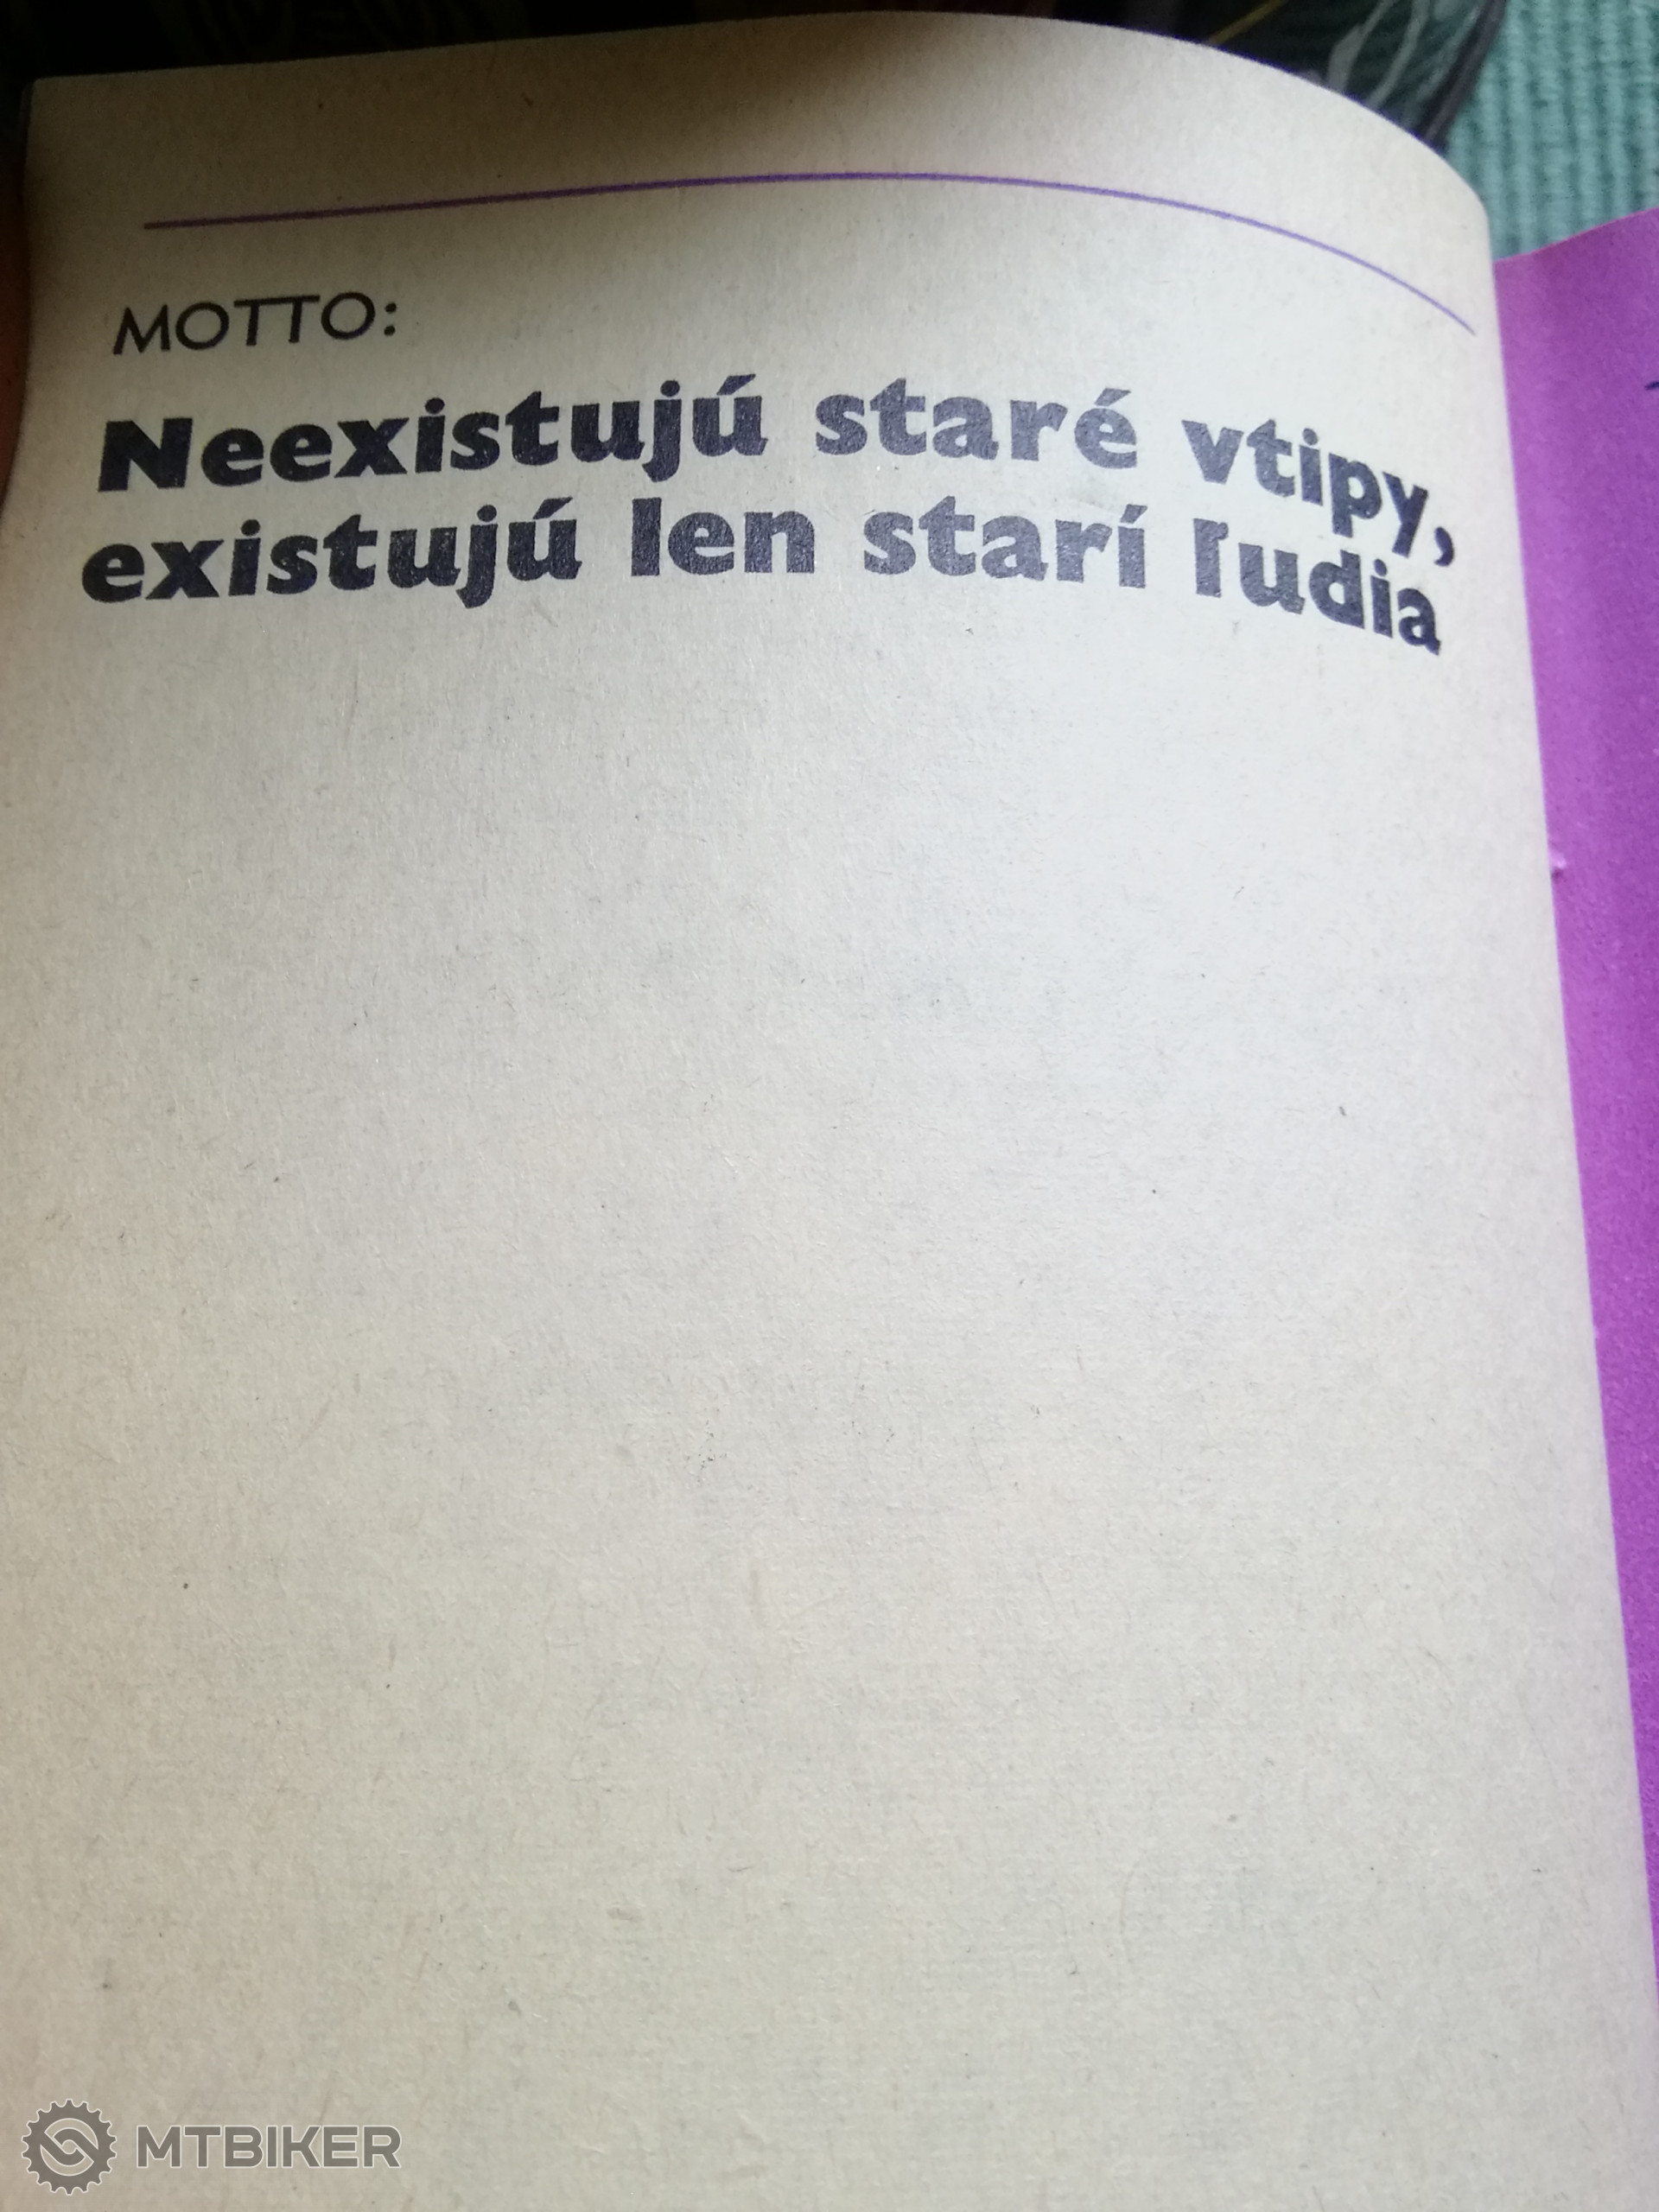 MOTTO:
Neexistujú staré vtipy,
existujú len starí ľudia
MTBIKER